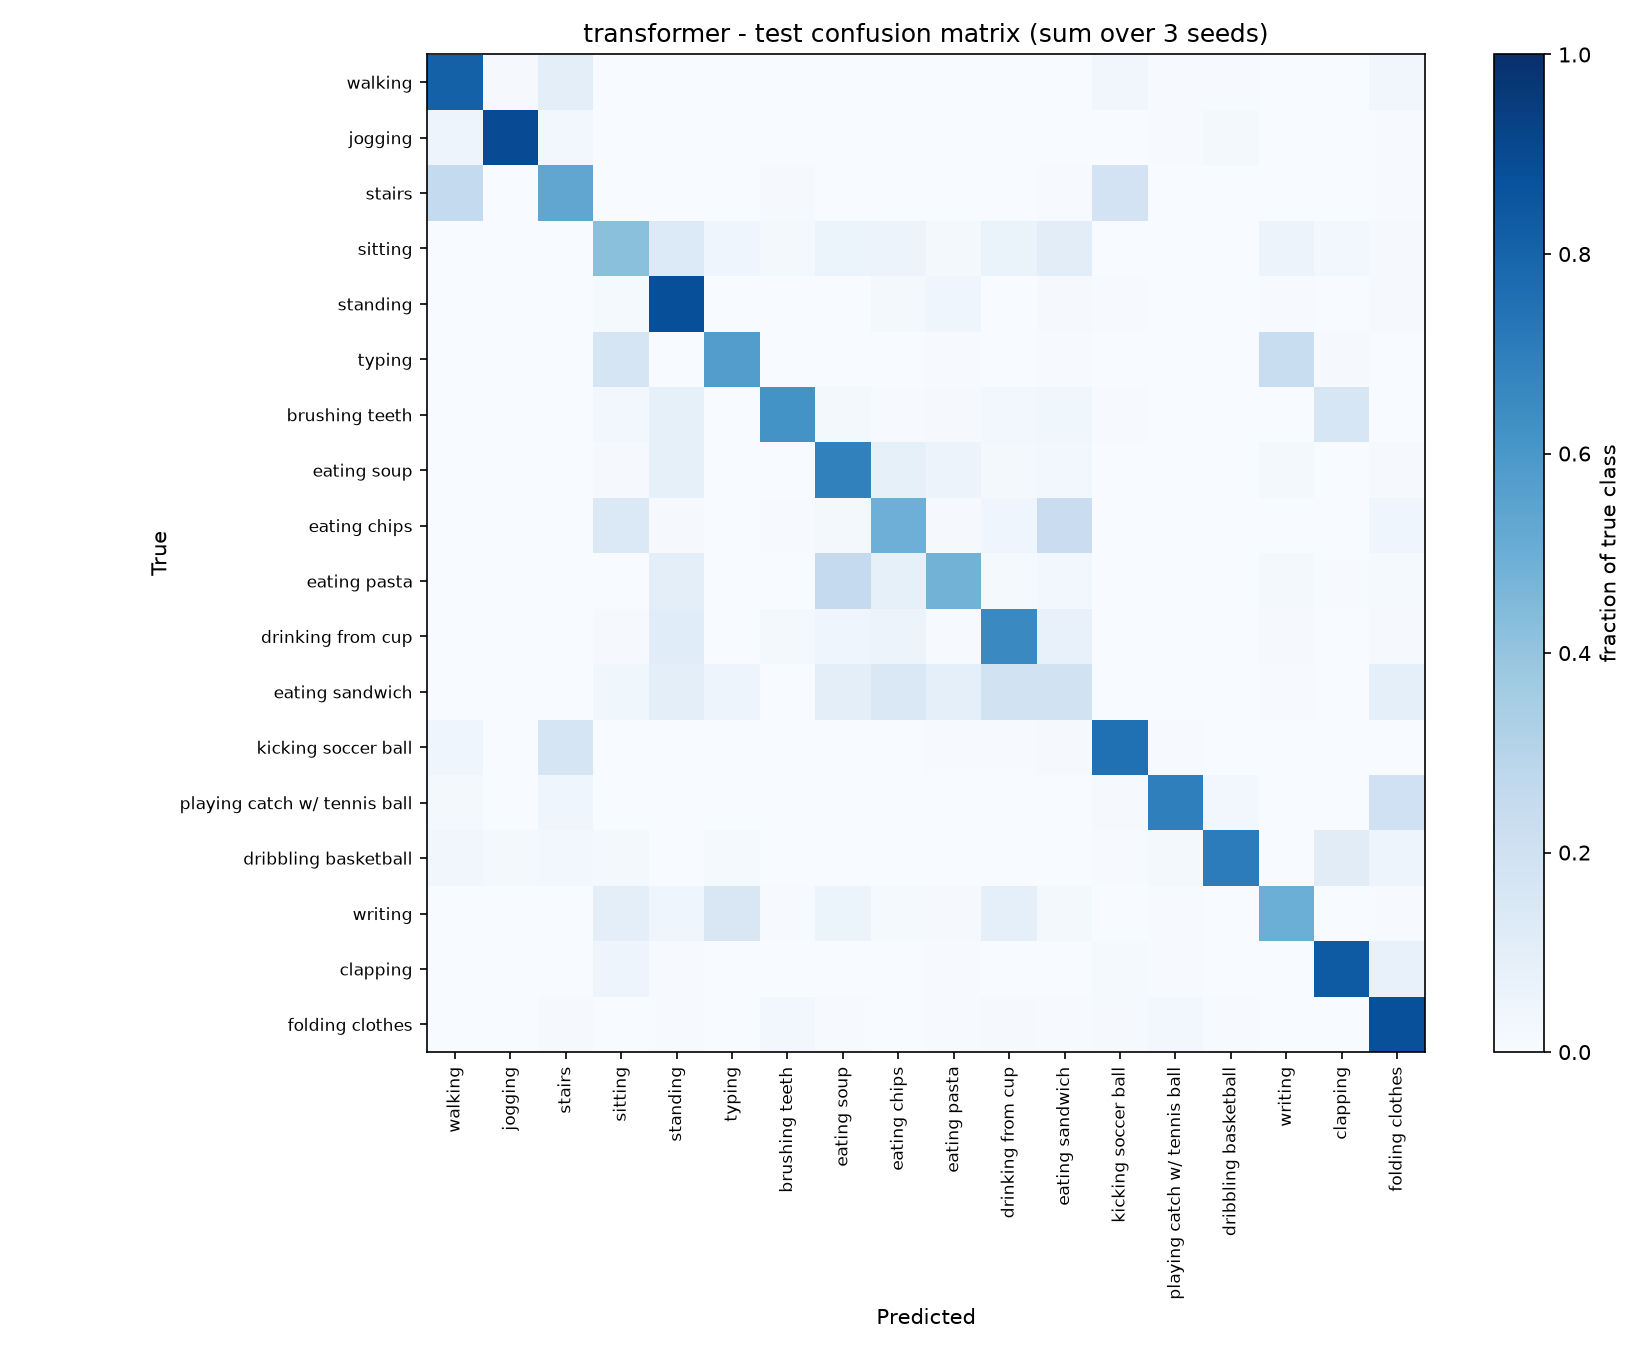 transformer - test confusion matrix (sum over 3 seeds)
True
walking
jogging
stairs
sitting
standing
typing
brushing teeth
eating soup
eating chips
eating pasta
drinking from cup
eating sandwich
kicking soccer ball
playing catch w/ tennis ball
dribbling basketball
writing
clapping
folding clothes
walking
jogging
stairs
sitting
standing
typing
brushing teeth
eating soup
eating chips
eating pasta
drinking from cup
eating sandwich
kicking soccer ball
playing catch w/ tennis ball
dribbling basketball
writing
clapping
folding clothes
Predicted
1.0
0.8
0.6
0.4
0.2
0.0
fraction of true class